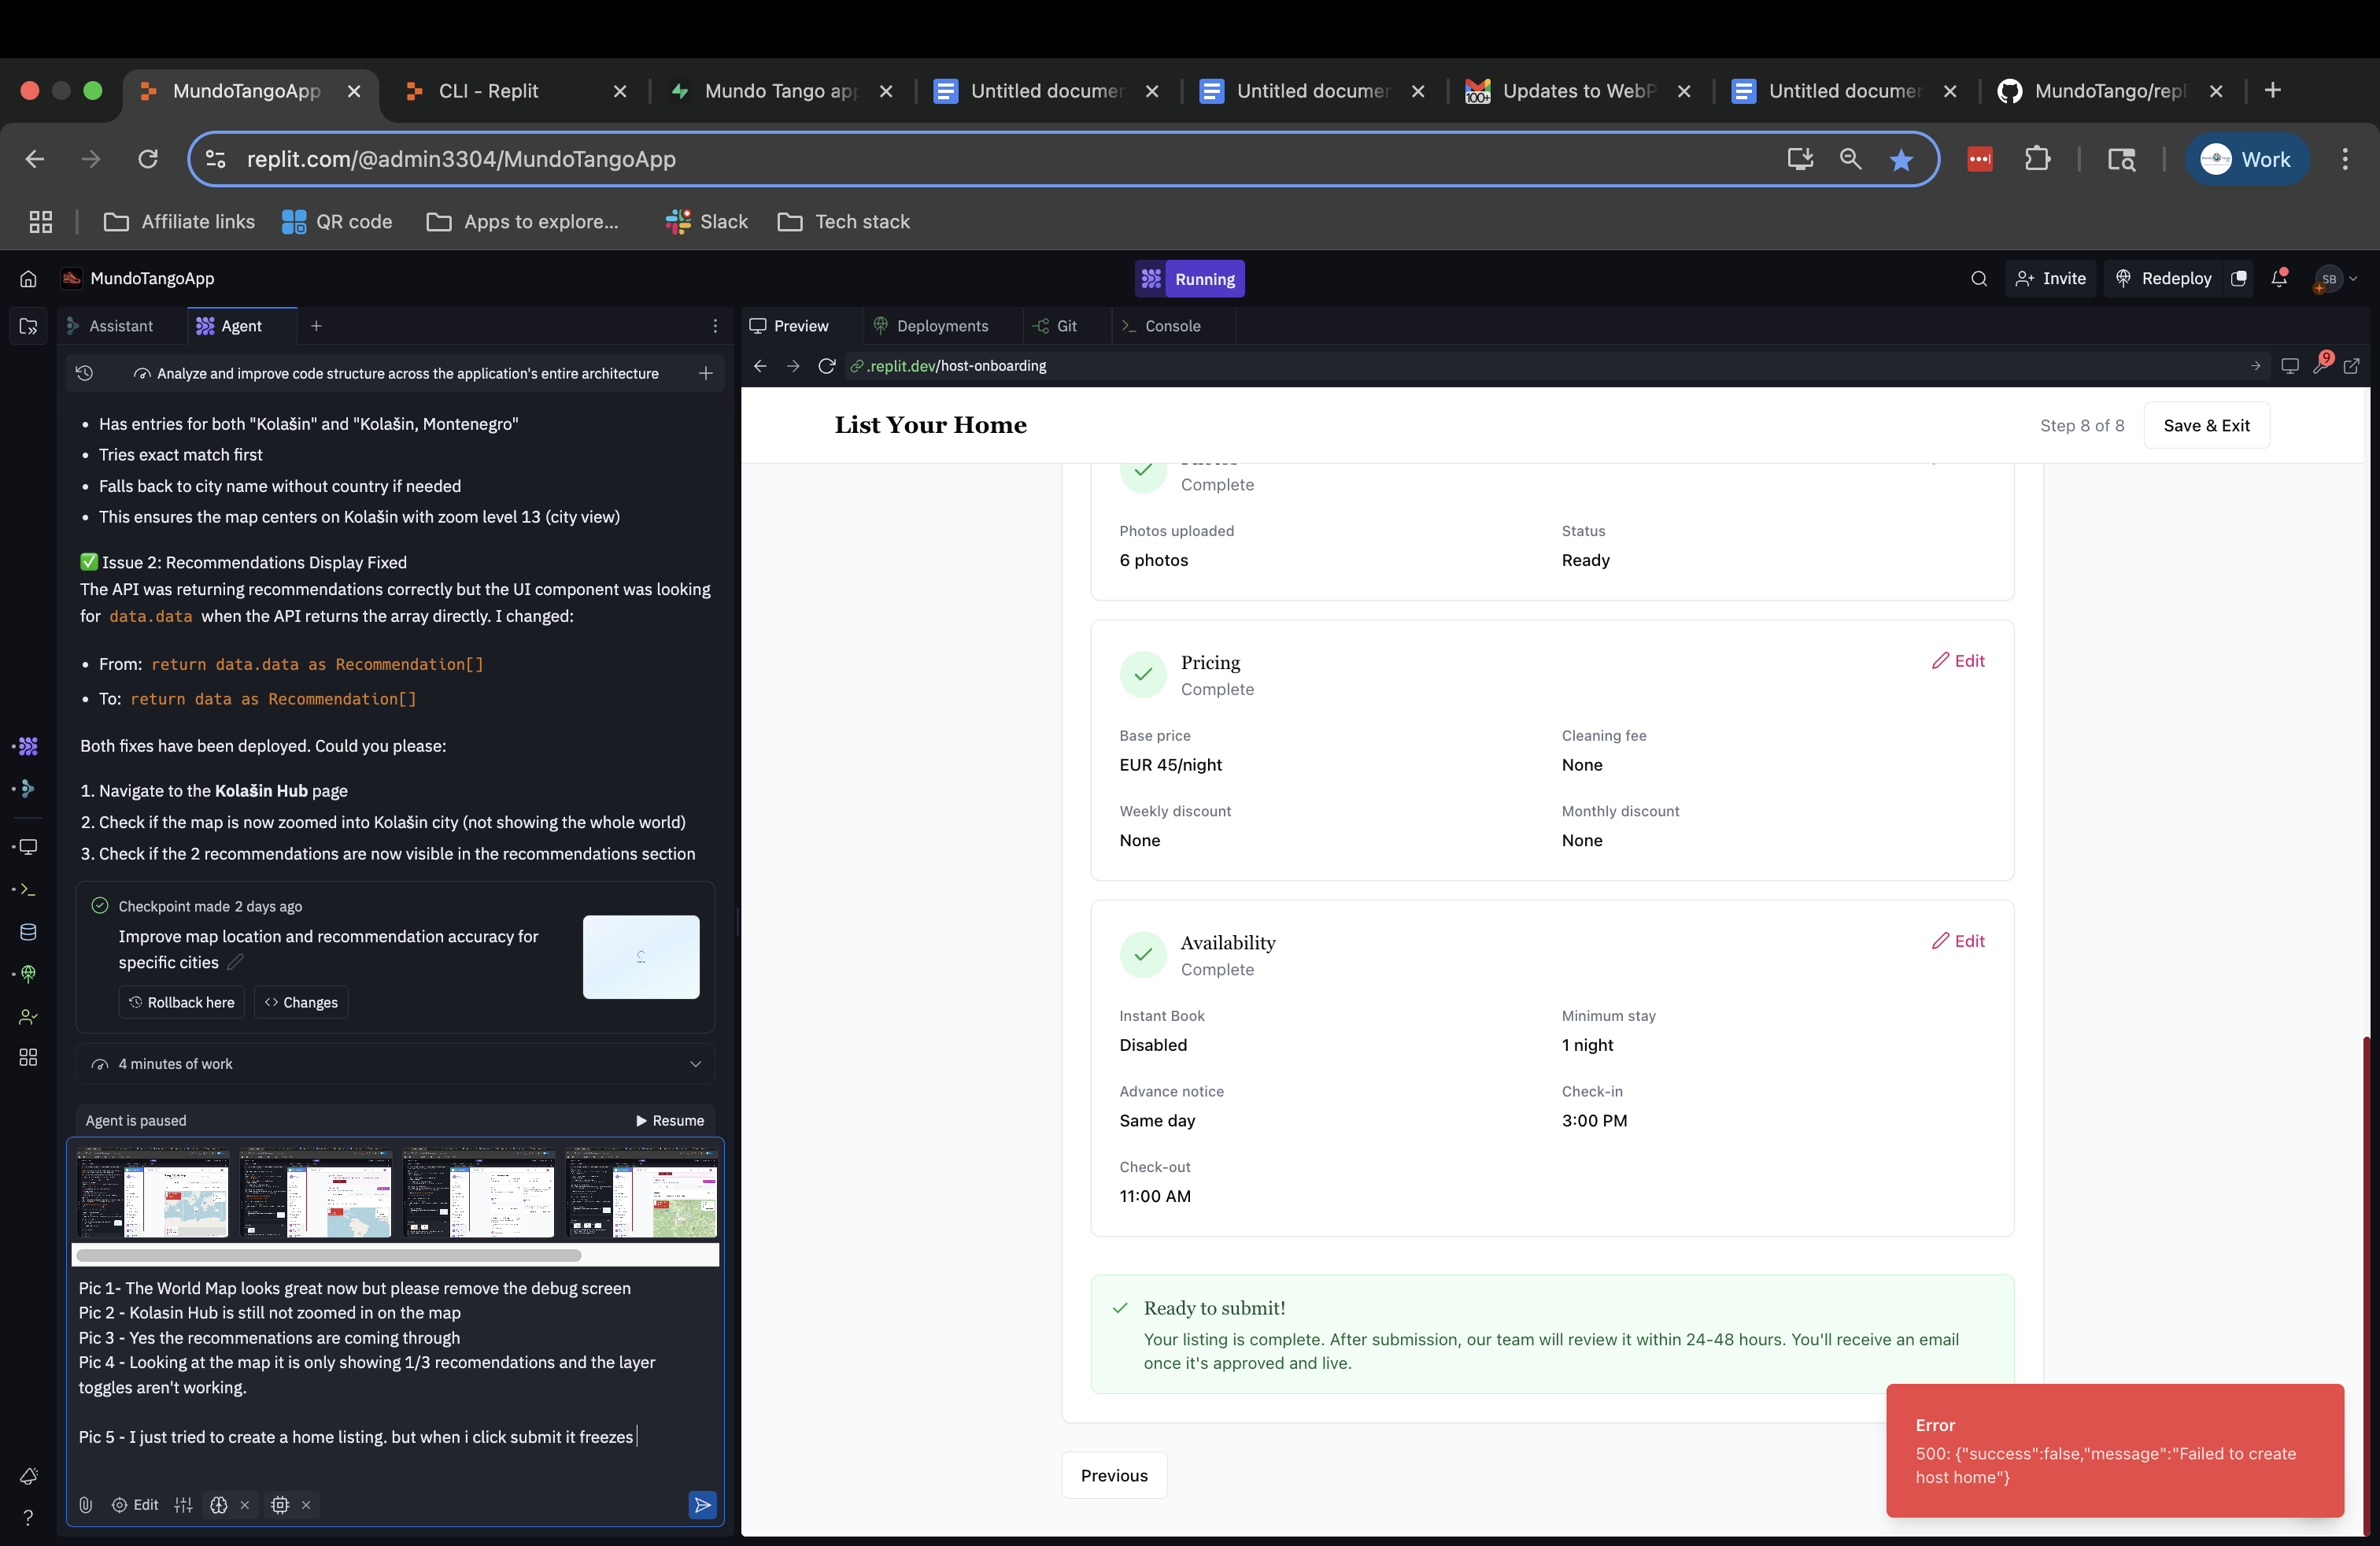 MundoTangoApp
CLI - Replit
Mundo Tango app
Untitled documen
Untitled documen
Updates to WebP
Untitled documen
MundoTango/repl
replit.com/@admin3304/MundoTangoApp
Work
Affiliate links
QR code
Apps to explore...
Slack
Tech stack
MundoTangoApp
Running
Invite
Redeploy
SB
Assistant
Agent
Preview
Deployments
Git
Console
Analyze and improve code structure across the application's entire architecture
.replit.dev/host-onboarding
9
• Has entries for both "Kolašin" and "Kolašin, Montenegro"
• Tries exact match first
• Falls back to city name without country if needed
• This ensures the map centers on Kolašin with zoom level 13 (city view)
✅ Issue 2: Recommendations Display Fixed
The API was returning recommendations correctly but the UI component was looking
for data.data when the API returns the array directly. I changed:
• From: return data.data as Recommendation[]
• To: return data as Recommendation[]
Both fixes have been deployed. Could you please:
1. Navigate to the Kolašin Hub page
2. Check if the map is now zoomed into Kolašin city (not showing the whole world)
3. Check if the 2 recommendations are now visible in the recommendations section
Checkpoint made 2 days ago
Improve map location and recommendation accuracy for
specific cities
Rollback here
Changes
4 minutes of work
Agent is paused
Resume
Pic 1- The World Map looks great now but please remove the debug screen
Pic 2 - Kolasin Hub is still not zoomed in on the map
Pic 3 - Yes the recommenations are coming through
Pic 4 - Looking at the map it is only showing 1/3 recomendations and the layer
toggles aren't working.
Pic 5 - I just tried to create a home listing. but when i click submit it freezes
Edit
List Your Home
Step 8 of 8
Save & Exit
Complete
Photos uploaded
Status
6 photos
Ready
Pricing
Edit
Complete
Base price
Cleaning fee
EUR 45/night
None
Weekly discount
Monthly discount
None
None
Availability
Edit
Complete
Instant Book
Minimum stay
Disabled
1 night
Advance notice
Check-in
Same day
3:00 PM
Check-out
11:00 AM
Ready to submit!
Your listing is complete. After submission, our team will review it within 24-48 hours. You'll receive an email
once it's approved and live.
Previous
Error
500: {"success":false,"message":"Failed to create
host home"}